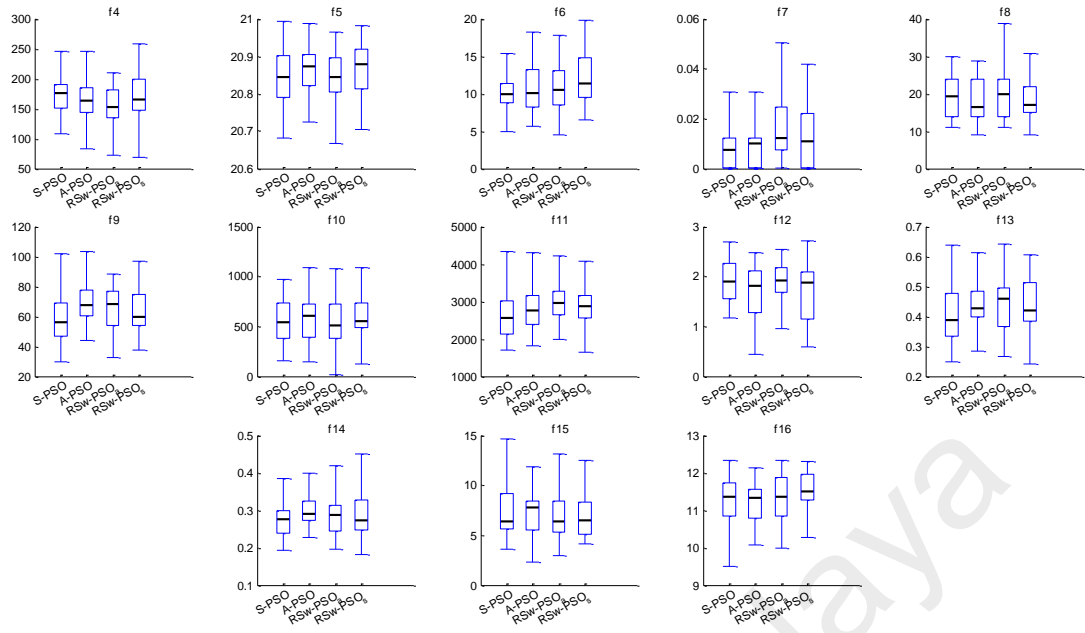 f4 f5 f6 f7 f8
300 250 200 150 100 50
21.1 21 20.9 20.8 20.7 20.6
20 15 10 5 0
0.06 0.04 0.02 0
40 30 20 10 0
S-PSO A-PSO RSw-PSO RSw-PSO
S-PSO A-PSO RSw-PSO RSw-PSO
S-PSO A-PSO RSw-PSO RSw-PSO
S-PSO A-PSO RSw-PSO RSw-PSO
S-PSO A-PSO RSw-PSO RSw-PSO
f9 f10 f11 f12 f13
120 100 80 60 40 20
1500 1000 500 0
5000 4000 3000 2000 1000
3 2 1 0
0.7 0.6 0.5 0.4 0.3 0.2
S-PSO A-PSO RSw-PSO RSw-PSO
S-PSO A-PSO RSw-PSO RSw-PSO
S-PSO A-PSO RSw-PSO RSw-PSO
S-PSO A-PSO RSw-PSO RSw-PSO
S-PSO A-PSO RSw-PSO RSw-PSO
f14 f15 f16
0.5 0.4 0.3 0.2 0.1
15 10 5 0
13 12 11 10 9
S-PSO A-PSO RSw-PSO RSw-PSO
S-PSO A-PSO RSw-PSO RSw-PSO
S-PSO A-PSO RSw-PSO RSw-PSO
laya